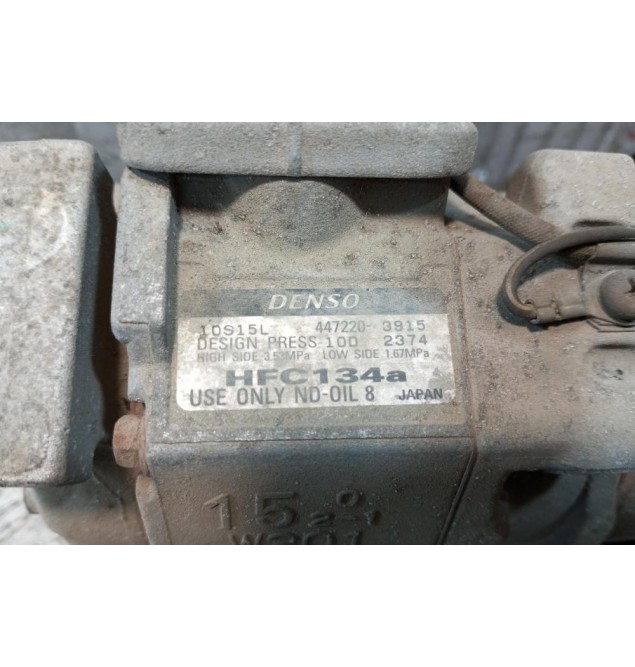 DENSO
10S15L 447220- 3915
DESIGN PRESS 10D 2374
HIGH SIDE 3.53MPa LOW SIDE 1.67MPa
HFC134a
USE ONLY ND-OIL 8 JAPAN
15